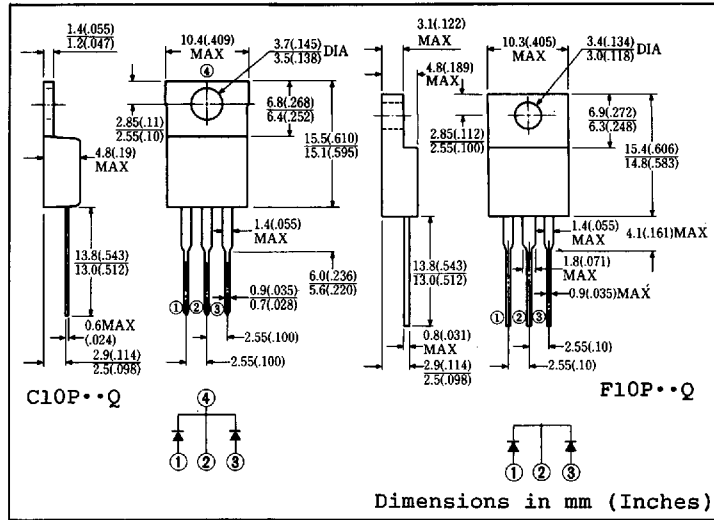 1.4(.055)
1.2(.047)
10.4(.409)
MAX
④
3.7(.145)
3.5(.138)
DIA
2.85(.11)
2.55(.10)
6.8(.268)
6.4(.252)
15.5(.610)
15.1(.595)
4.8(.19)
MAX
13.8(.543)
13.0(.512)
1.4(.055)
MAX
6.0(.236)
5.6(.220)
0.9(.035)
0.7(.028)
① ② ③
0.6MAX
(.024)
2.9(.114)
2.5(.098)
2.55(.100)
2.55(.100)
C10P••Q
④
① ② ③
3.1(.122)
MAX
4.8(.189)
MAX
10.3(.405)
MAX
3.4(.134)
3.0(.118)
DIA
2.85(.112)
2.55(.100)
6.9(.272)
6.3(.248)
15.4(.606)
14.8(.583)
13.8(.543)
13.0(.512)
1.4(.055)
MAX
4.1(.161)MAX
1.8(.071)
MAX
0.9(.035)MAX
① ② ③
0.8(.031)
MAX
2.9(.114)
2.5(.098)
2.55(.10)
2.55(.10)
F10P••Q
① ② ③
Dimensions in mm (Inches)